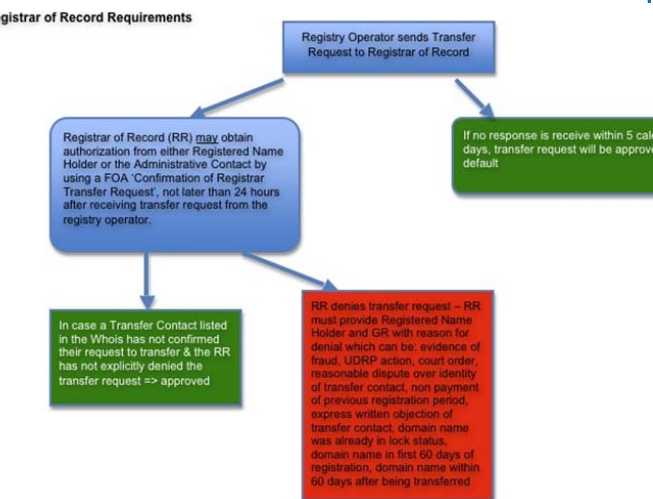 egistrar of Record Requirements
Registry Operator sends Transfer
Request to Registrar of Record
Registrar of Record (RR) may obtain
authorization from either Registered Name
Holder or the Administrative Contact by
using a FOA ‘Confirmation of Registrar
Transfer Request’, not later than 24 hours
after receiving transfer request from the
registry operator.
If no response is receive within 5 cale
days, transfer request will be approve
default
In case a Transfer Contact listed
in the Whois has not confirmed
their request to transfer & the RR
has not explicitly denied the
transfer request => approved
RR denies transfer request – RR
must provide Registered Name
Holder and GR with reason for
denial which can be: evidence of
fraud, UDRP action, court order,
reasonable dispute over identity
of transfer contact, non payment
of previous registration period,
express written objection of
transfer contact, domain name
was already in lock status,
domain name in first 60 days of
registration, domain name within
60 days after being transferred